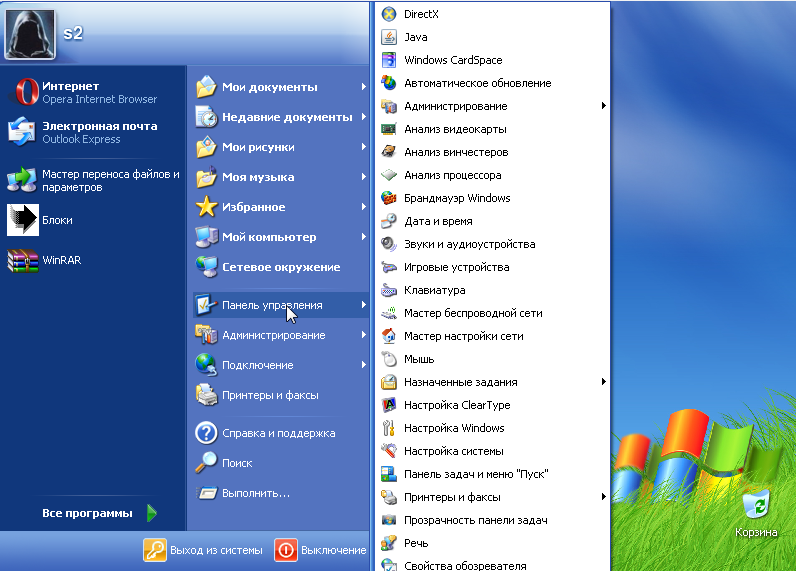 s2
Интернет
Opera Internet Browser
Электронная почта
Outlook Express
Мастер переноса файлов и
параметров
Блоки
WinRAR
Все программы
Мои документы
Недавние документы
Мои рисунки
Моя музыка
Избранное
Мой компьютер
Сетевое окружение
Панель управления
Администрирование
Подключение
Принтеры и факсы
Справка и поддержка
Поиск
Выполнить...
Выход из системы
Выключение
DirectX
Java
Windows CardSpace
Автоматическое обновление
Администрирование
Анализ видеокарты
Анализ винчестеров
Анализ процессора
Брандмауэр Windows
Дата и время
Звуки и аудиоустройства
Игровые устройства
Клавиатура
Мастер беспроводной сети
Мастер настройки сети
Мышь
Назначенные задания
Настройка ClearType
Настройка Windows
Настройка системы
Панель задач и меню "Пуск"
Принтеры и факсы
Прозрачность панели задач
Речь
Свойства обозревателя
Корзина